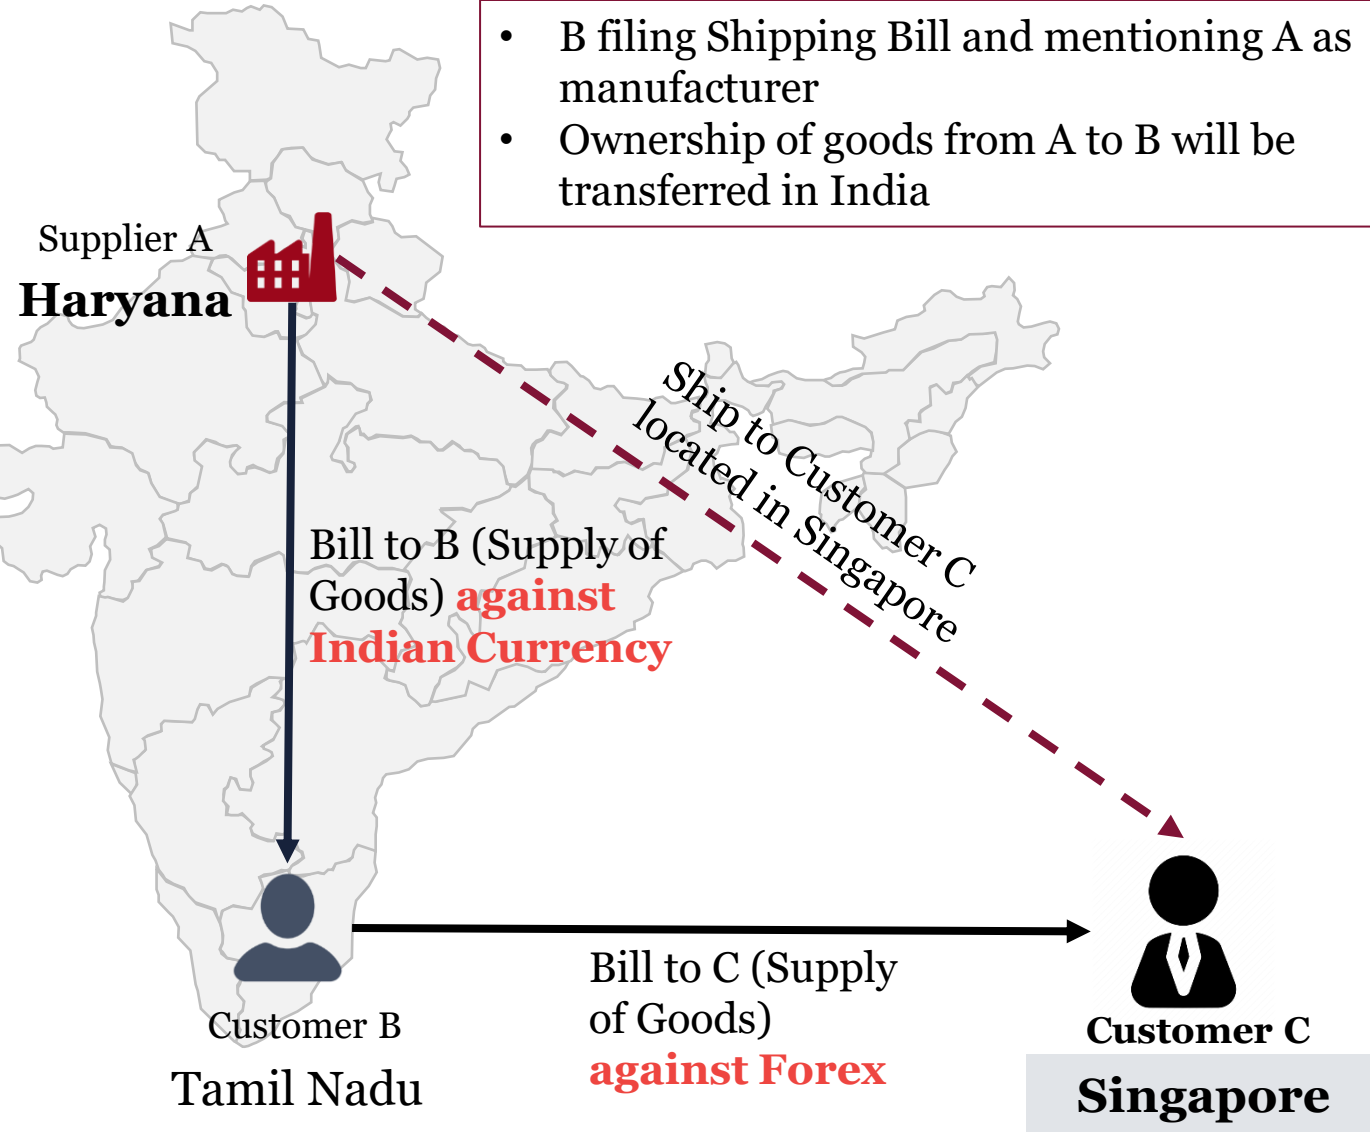 • B filing Shipping Bill and mentioning A as
manufacturer
• Ownership of goods from A to B will be
transferred in India
Supplier A
Haryana
Ship to Customer C
located in Singapore
Bill to B (Supply of
Goods) against
Indian Currency
Bill to C (Supply
of Goods)
against Forex
Customer B
Tamil Nadu
Customer C
Singapore